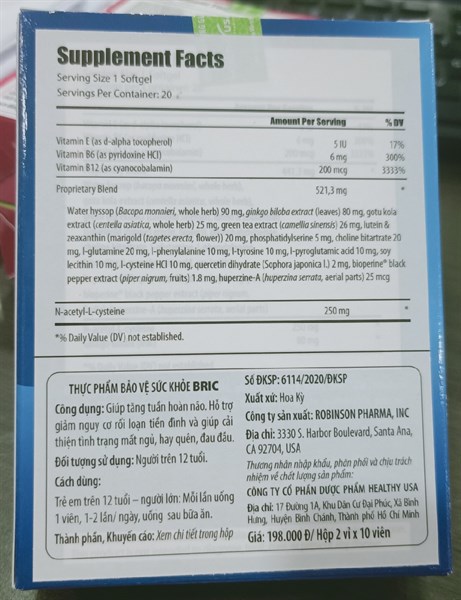 Supplement Facts
Serving Size 1 Softgel
Servings Per Container: 20
Amount Per Serving %DV
Vitamin E (as d-alpha tocopherol) 5 IU 17%
Vitamin B6 (as pyridoxine HCl) 6 mg 300%
Vitamin B12 (as cyanocobalamin) 200 mcg 3333%
Proprietary Blend 521,3 mg *
Water hyssop (Bacopa monnieri, whole herb) 90 mg, ginkgo biloba extract (leaves) 80 mg, gotu kola
extract (centella asiatica, whole herb) 25 mg, green tea extract (camellia sinensis) 26 mg, lutein &
zeaxanthin (marigold (tagetes erecta, flower)) 20 mg, phosphatidylserine 5 mg, choline bitartrate 20
mg, l-glutamine 20 mg, l-phenylalanine 10 mg, l-tyrosine 10 mg, l-pyroglutamic acid 10 mg, soy
lecithin 10 mg, l-cysteine HCl 10 mg, quercetin dihydrate (Sophora japonica l.) 2 mg, bioperine® black
pepper extract (piper nigrum, fruits) 1.8 mg, huperzine-A (huperzina serrata, aerial parts) 25 mcg
N-acetyl-L-cysteine 250 mg *
*% Daily Value (DV) not established.
THỰC PHẨM BẢO VỆ SỨC KHỎE BRIC
Công dụng: Giúp tăng tuần hoàn não. Hỗ trợ
giảm nguy cơ rối loạn tiền đình và giúp cải
thiện tình trạng mất ngủ, hay quên, đau đầu.
Đối tượng sử dụng: Người trên 12 tuổi.
Cách dùng:
Trẻ em trên 12 tuổi – người lớn: Mỗi lần uống
1 viên, 1-2 lần/ ngày, uống sau bữa ăn.
Thành phần, Khuyến cáo: Xem chi tiết trong hộp
Số ĐKSP: 6114/2020/ĐKSP
Xuất xứ: Hoa Kỳ
Công ty sản xuất: ROBINSON PHARMA, INC
Địa chỉ: 3330 S. Harbor Boulevard, Santa Ana,
CA 92704, USA
Thương nhân nhập khẩu, phân phối và chịu trách
nhiệm về chất lượng sản phẩm:
CÔNG TY CỔ PHẦN DƯỢC PHẨM HEALTHY USA
Địa chỉ: 17 Đường 1A, Khu Dân Cư Đại Phúc, Xã Bình
Hưng, Huyện Bình Chánh, Thành phố Hồ Chí Minh
Giá: 198.000 Đ/ Hộp 2 vỉ x 10 viên